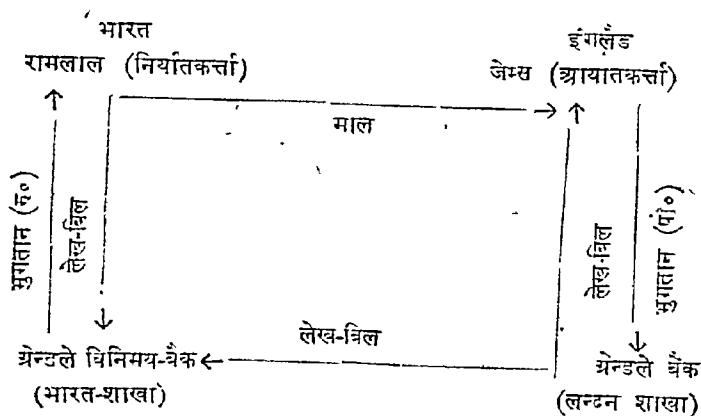 भारत
रामलाल (निर्यातकर्त्ता)
इंगलैंड
जेम्स (आयातकर्त्ता)
माल
भुगतान (रु०)
लेख-बिल
लेख-बिल
भुगतान (पौं०)
लेख-बिल
ग्रेन्डले विनिमय-बैंक
(भारत-शाखा)
ग्रेन्डले बैंक
(लन्दन शाखा)